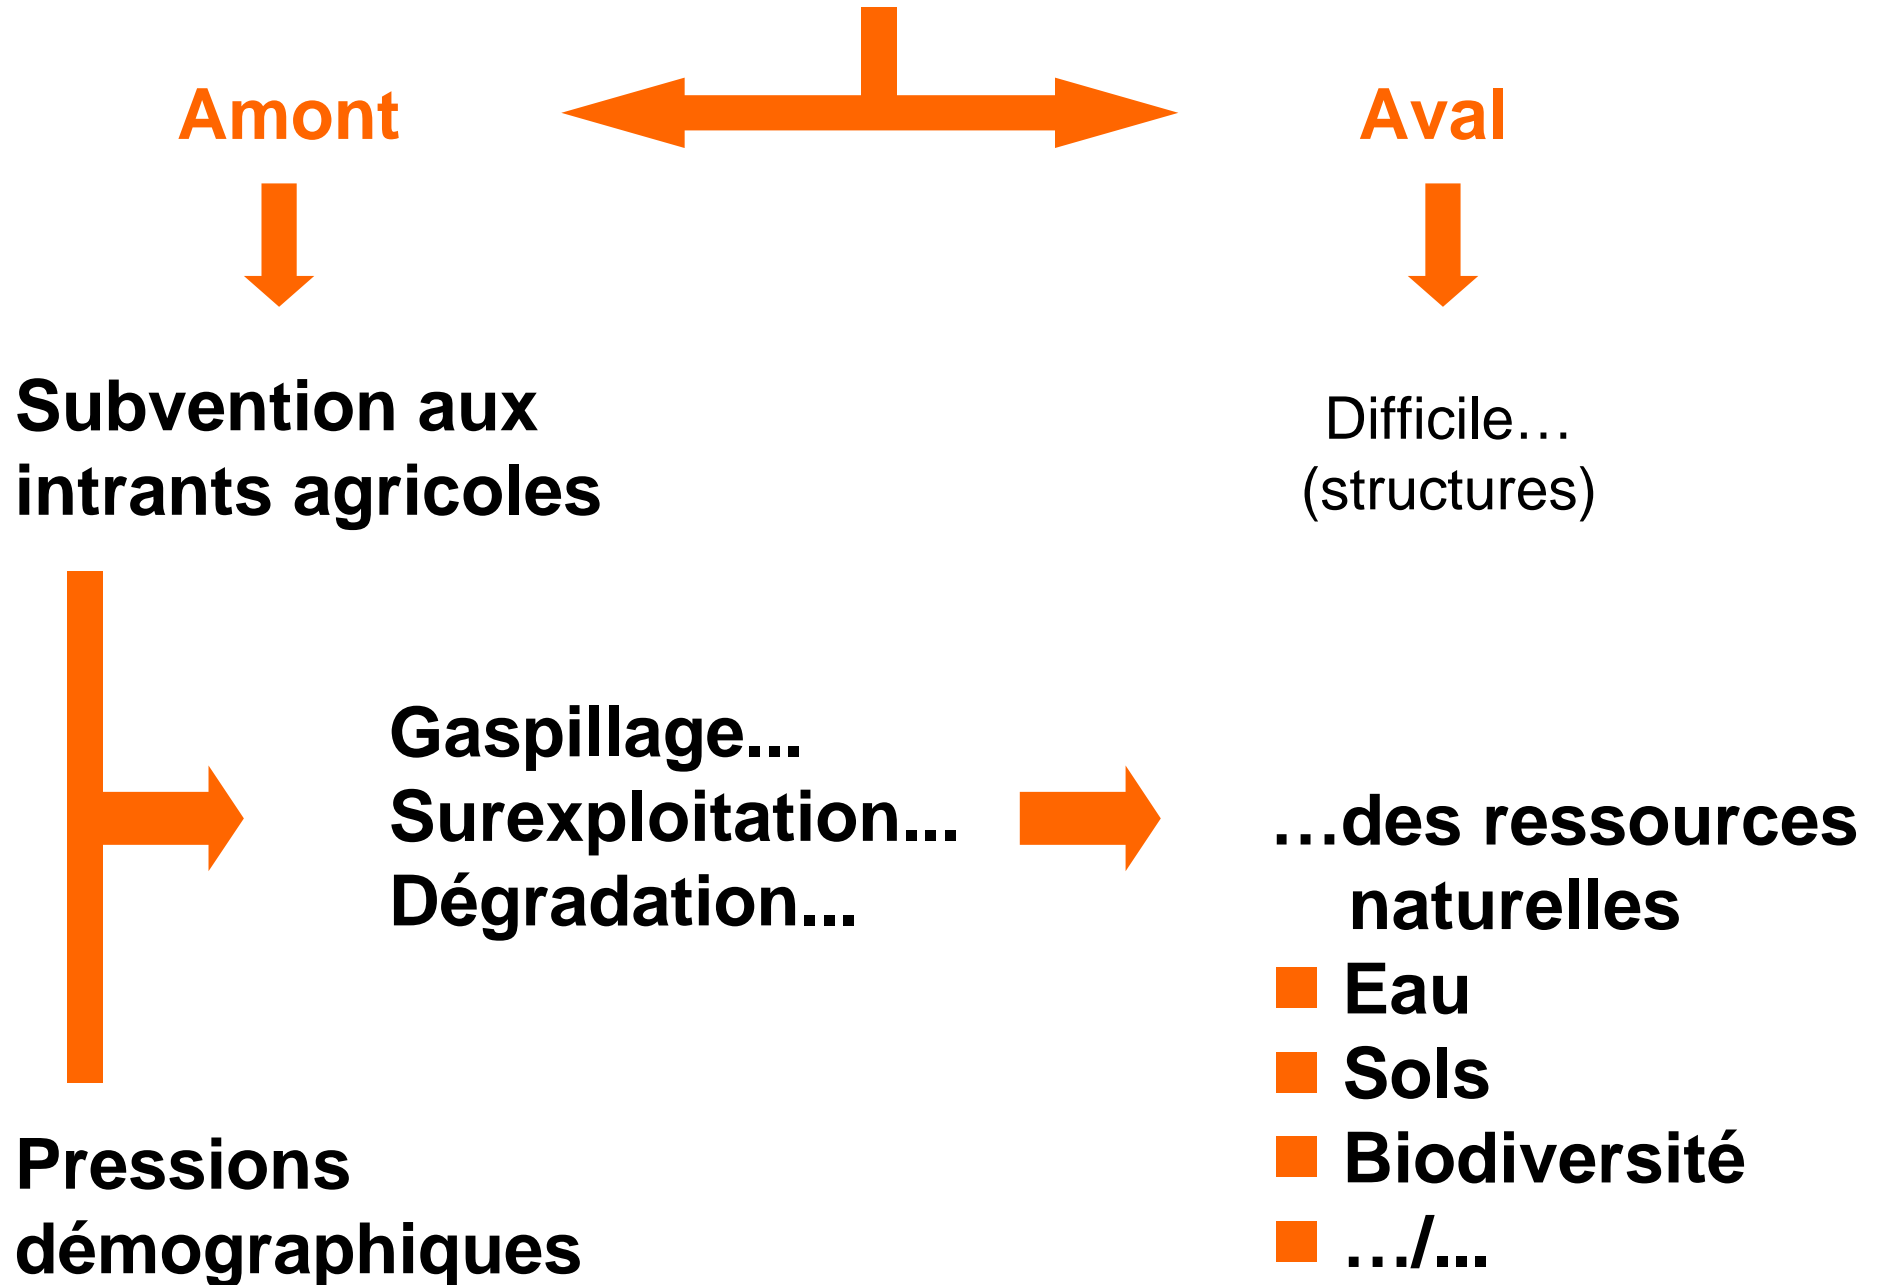 Amont
Aval
Subvention aux
intrants agricoles
Difficile…
(structures)
Gaspillage...
Surexploitation...
Dégradation...
…des ressources
naturelles
Eau
Sols
Biodiversité
…/...
Pressions
démographiques